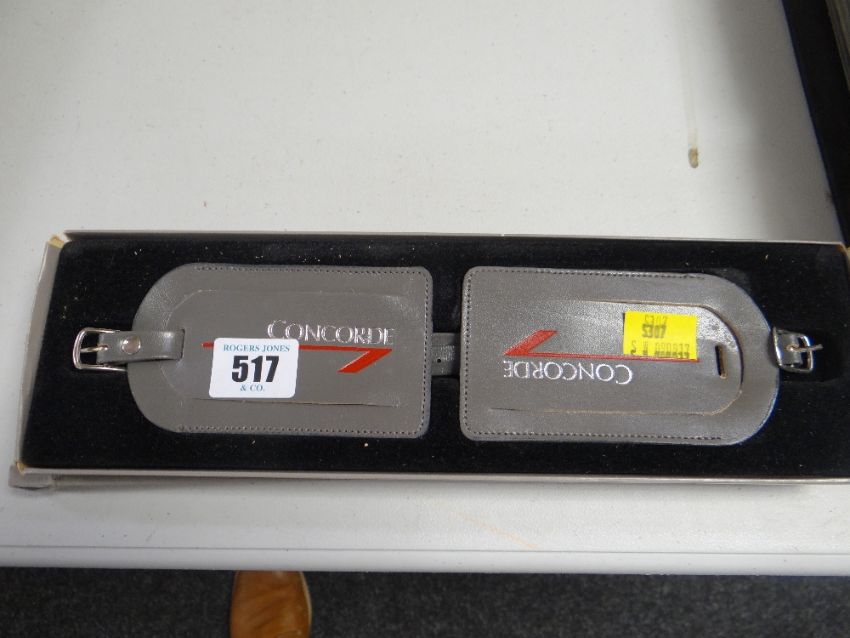 CONCORDE
ROGERS JONES
517
& CO.
CONCORDE
S307